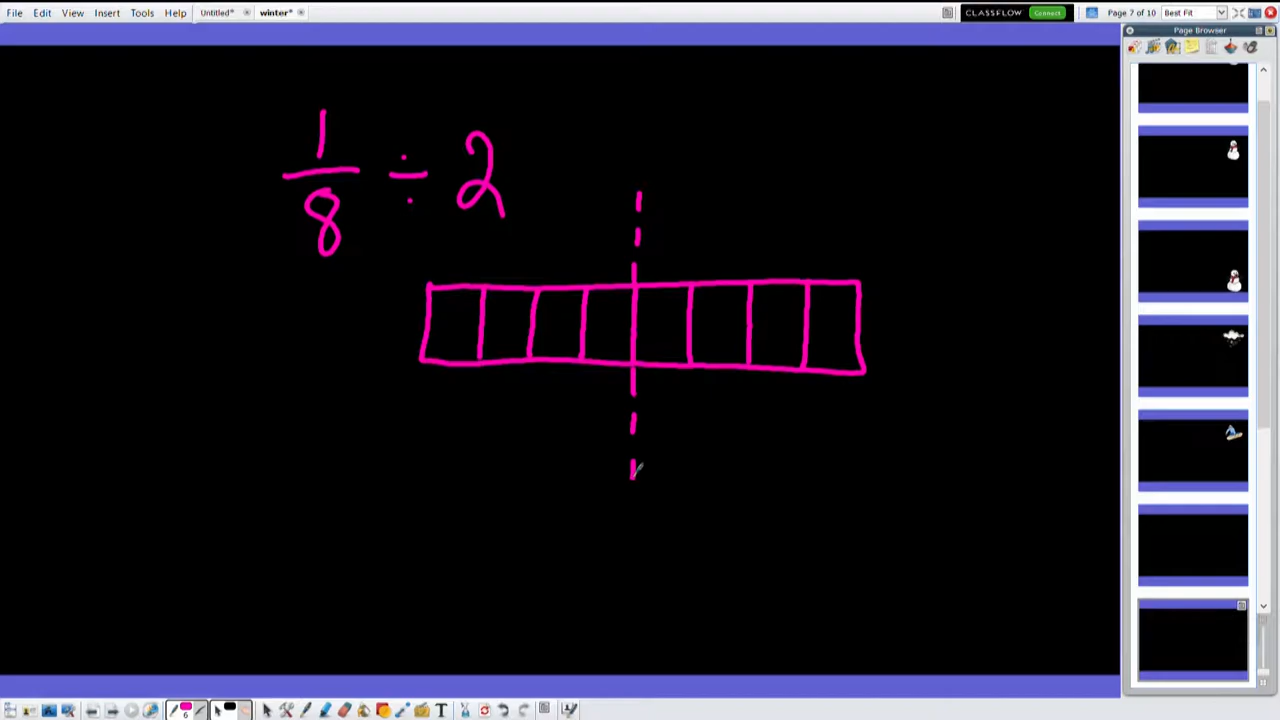 File Edit View Insert Tools Help Untitled* winter* CLASSFLOW Connect Page 7 of 10 Best Fit
Page Browser
1/8 ÷ 2
6 T